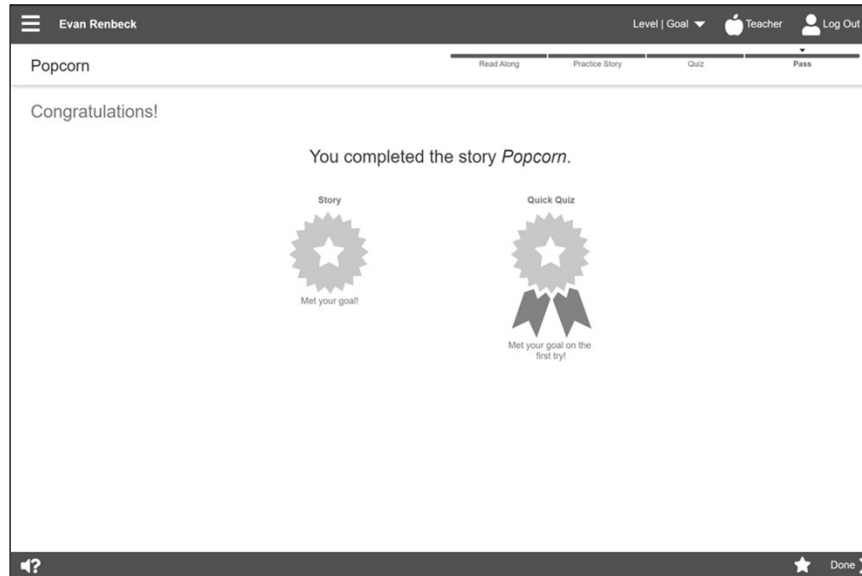 Evan Renbeck
Level | Goal
Teacher
Log Out
Popcorn
Read Along
Practice Story
Quiz
Pass
Congratulations!
You completed the story Popcorn.
Story
Met your goal!
Quick Quiz
Met your goal on the
first try!
?
Done